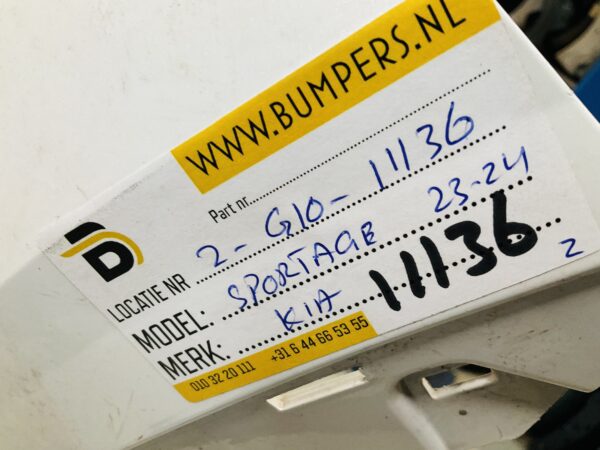 WWW.BUMPERS.NL
Part nr.
LOCATIE NR 2-G10-11136
MODEL: SPORTAGE 23-24
MERK. KIA 11136 2
010 32 20 111 +31 6 44 66 53 55